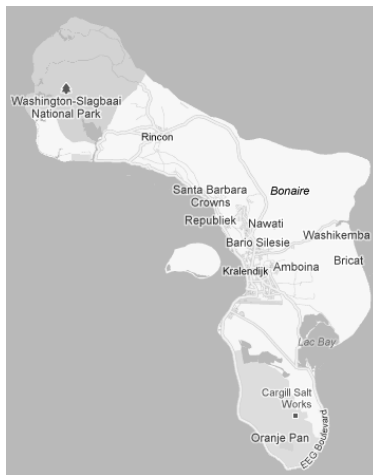 Washington-Slagbaai
National Park
Rincon
Santa Barbara
Crowns
Bonaire
Republiek
Nawati
Washikemba
Bario Silesie
Bricat
Kralendijk
Amboina
Lac Bay
Cargill Salt
Works
EEG Boulevard
Oranje Pan